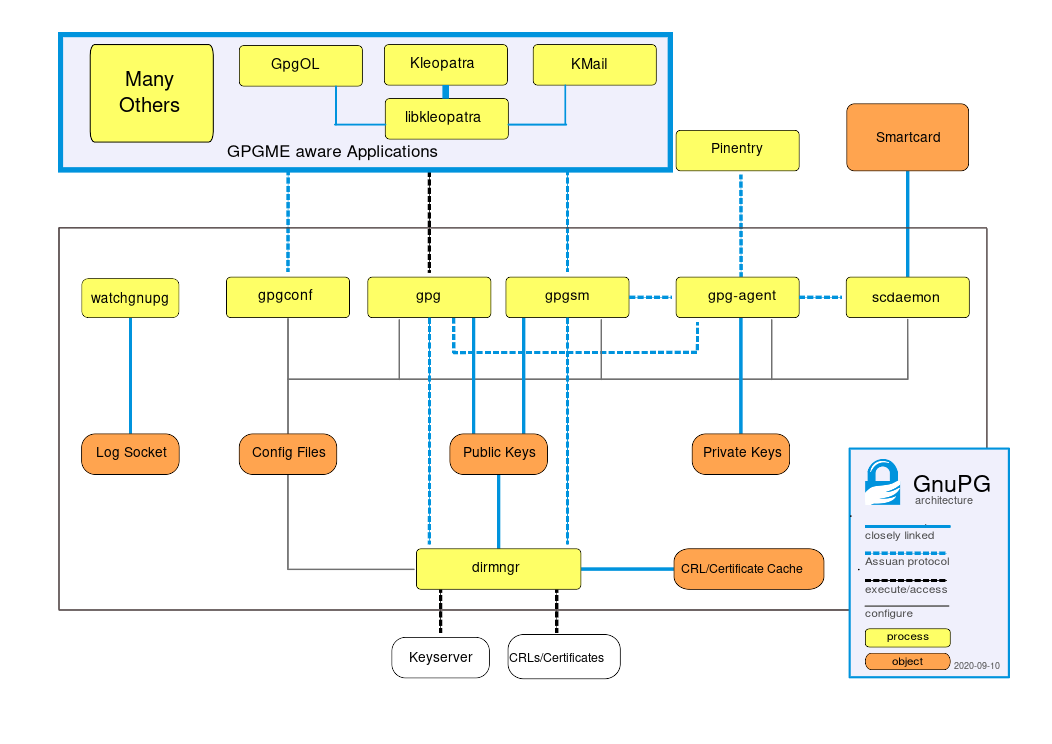 Many
Others
GpgOL
Kleopatra
KMail
libkleopatra
GPGME aware Applications
Pinentry
Smartcard
watchgnupg
gpgconf
gpg
gpgsm
gpg-agent
scdaemon
Log Socket
Config Files
Public Keys
Private Keys
dirmngr
CRL/Certificate Cache
Keyserver
CRLs/Certificates
GnuPG
architecture
closely linked
Assuan protocol
execute/access
configure
process
object
2020-09-10